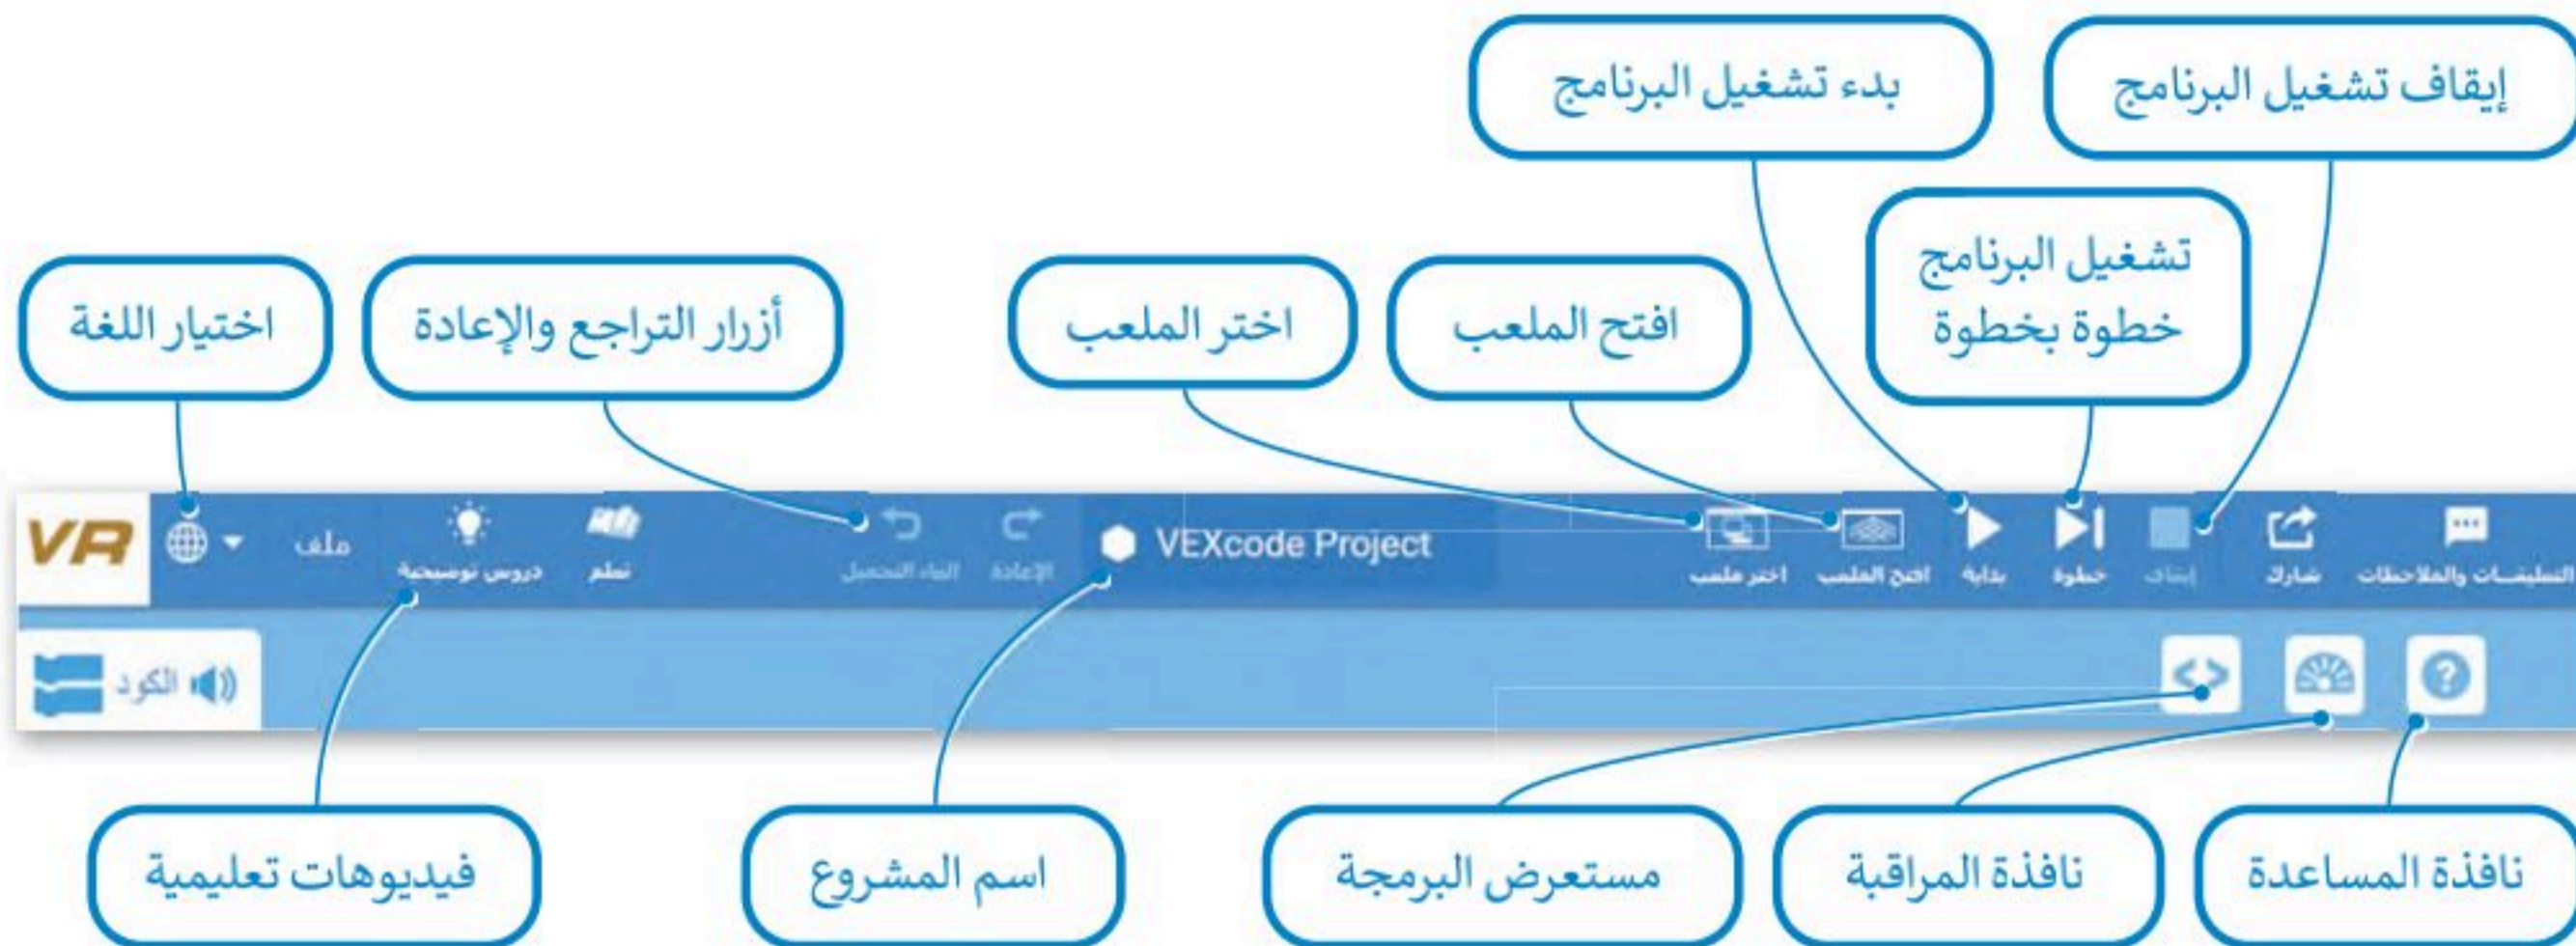 إيقاف تشغيل البرنامج
بدء تشغيل البرنامج
تشغيل البرنامج
خطوة بخطوة
افتح الملعب
اختر الملعب
أزرار التراجع والإعادة
اختيار اللغة
VR
ملف
دروس توضيحية
تعلم
الغاء التحميل
الإعادة
VEXcode Project
اختر ملعب
افتح الملعب
بداية
خطوة
إيقاف
شارك
التعليقات والملاحظات
الكود
نافذة المساعدة
نافذة المراقبة
مستعرض البرمجة
اسم المشروع
فيديوهات تعليمية